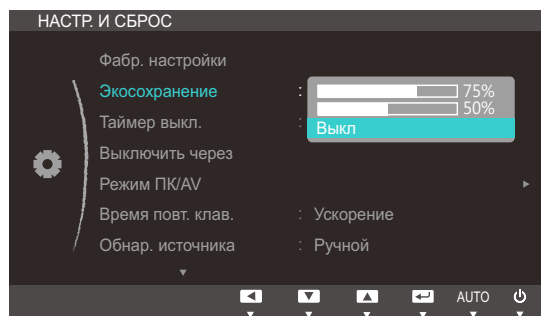 НАСТР. И СБРОС
Фабр. настройки
Экосохранение :
75%
50%
Выкл
Таймер выкл. :
Выключить через
Режим ПК/AV
Время повт. клав. : Ускорение
Обнар. источника : Ручной
AUTO